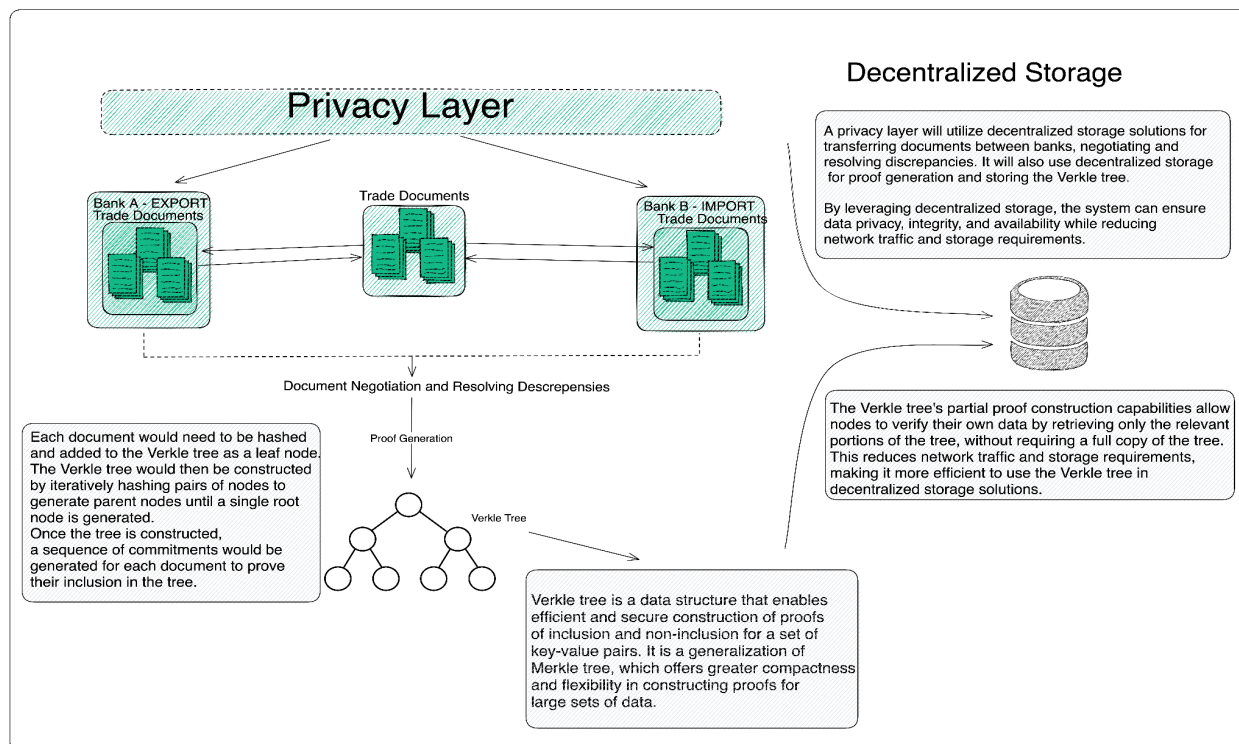 Decentralized Storage
Privacy Layer
A privacy layer will utilize decentralized storage solutions for
transferring documents between banks, negotiating and
resolving discrepancies. It will also use decentralized storage
for proof generation and storing the Verkle tree.
By leveraging decentralized storage, the system can ensure
data privacy, integrity, and availability while reducing
network traffic and storage requirements.
Bank A - EXPORT
Trade Documents
Trade Documents
Bank B - IMPORT
Trade Documents
Document Negotiation and Resolving Descrepensies
Proof Generation
Each document would need to be hashed
and added to the Verkle tree as a leaf node.
The Verkle tree would then be constructed
by iteratively hashing pairs of nodes to
generate parent nodes until a single root
node is generated.
Once the tree is constructed,
a sequence of commitments would be
generated for each document to prove
their inclusion in the tree.
The Verkle tree's partial proof construction capabilities allow
nodes to verify their own data by retrieving only the relevant
portions of the tree, without requiring a full copy of the tree.
This reduces network traffic and storage requirements,
making it more efficient to use the Verkle tree in
decentralized storage solutions.
Verkle Tree
Verkle tree is a data structure that enables
efficient and secure construction of proofs
of inclusion and non-inclusion for a set of
key-value pairs. It is a generalization of
Merkle tree, which offers greater compactness
and flexibility in constructing proofs for
large sets of data.